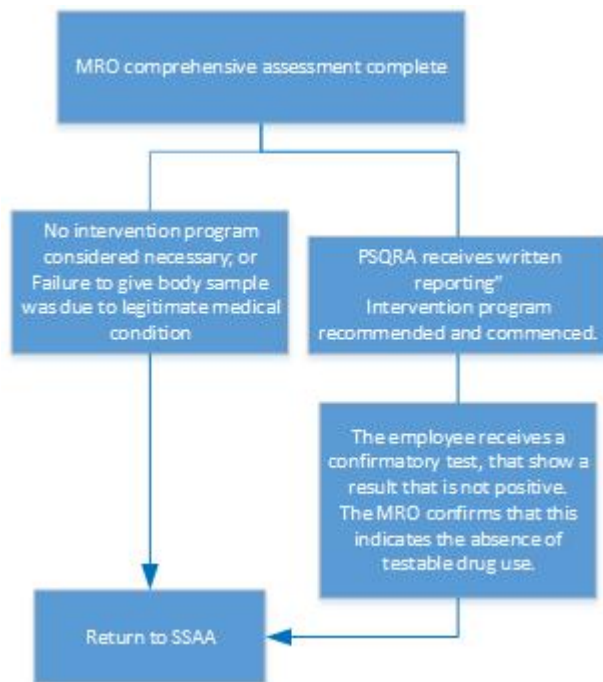 MRO comprehensive assessment complete
No intervention program
considered necessary; or
Failure to give body sample
was due to legitimate medical
condition
PSQRA receives written
reporting”
Intervention program
recommended and commenced.
The employee receives a
confirmatory test, that show a
result that is not positive.
The MRO confirms that this
indicates the absence of
testable drug use.
Return to SSAA